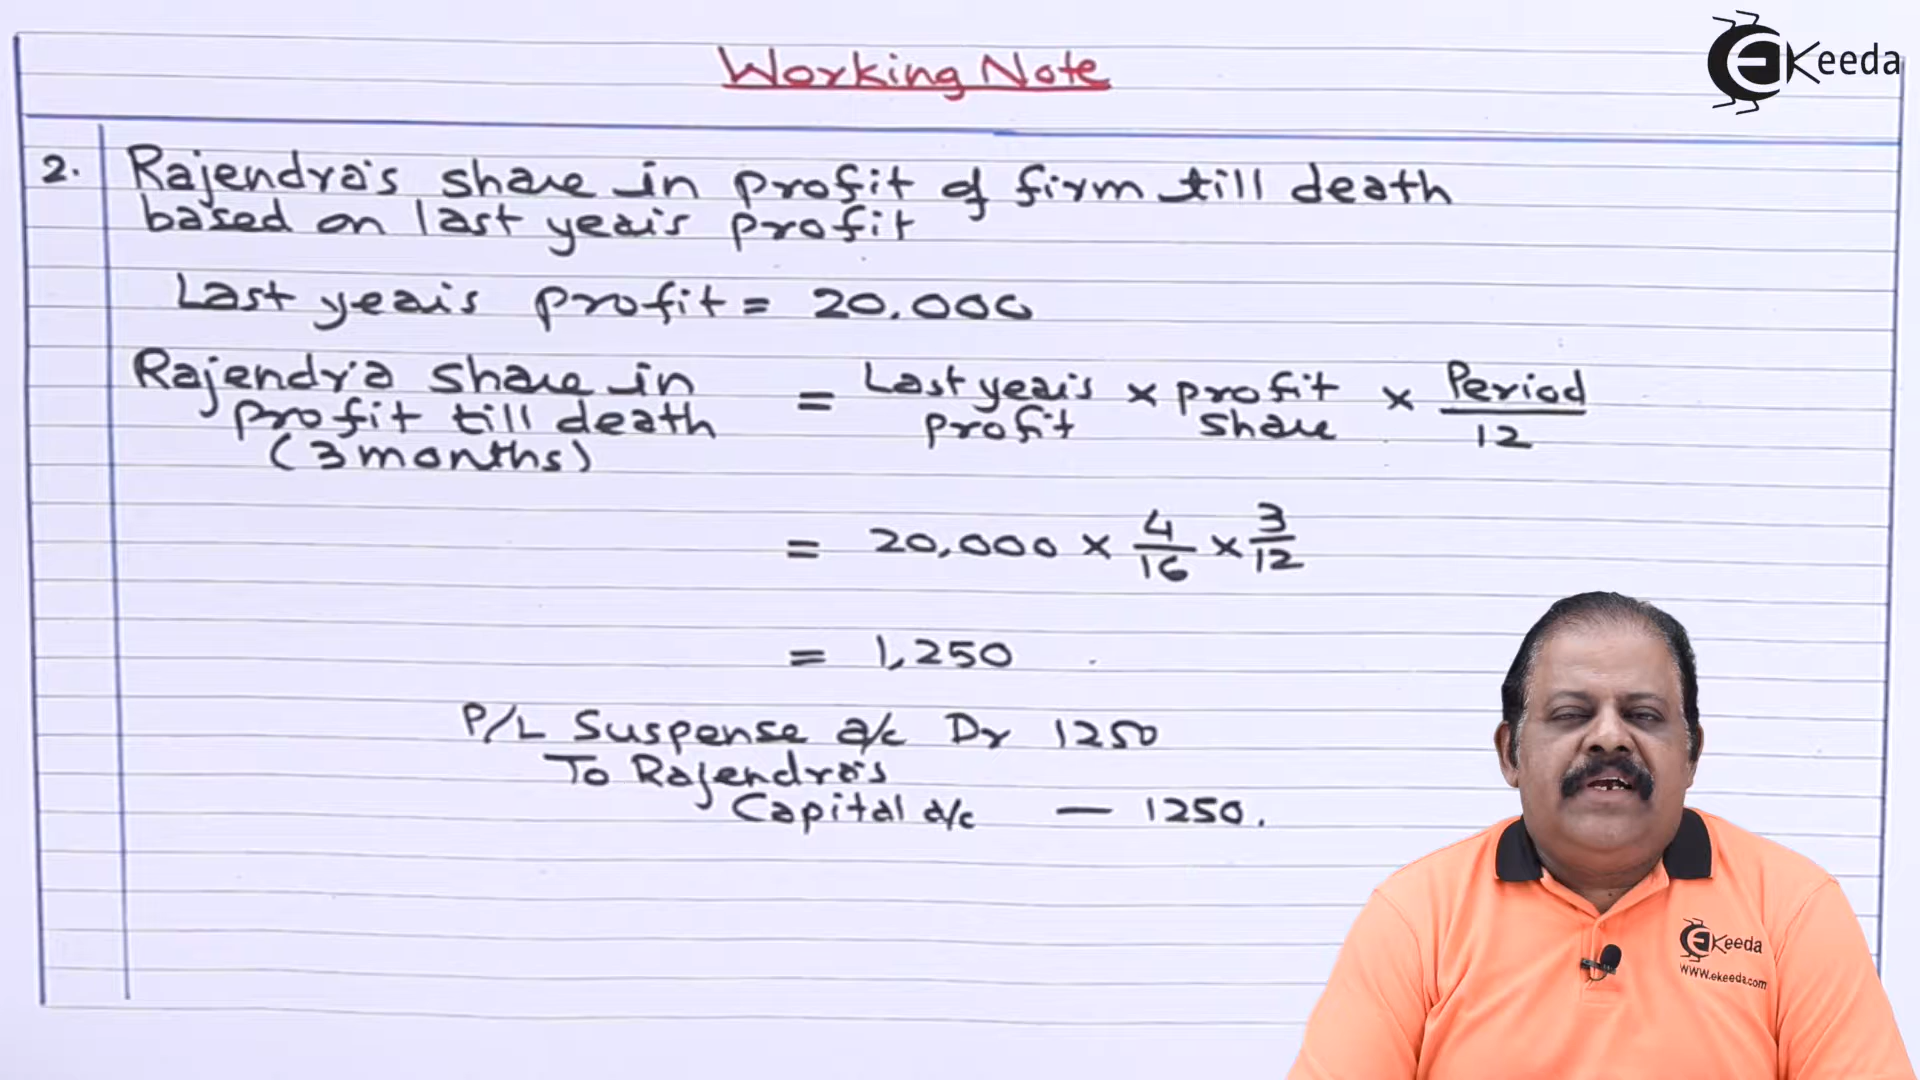 Working Note
EKeeda
2. Rajendra's share in profit of firm till death
based on last year's profit
Last year's profit = 20.000
Rajendra share in
profit till death
(3 months)
= Last year's profit × profit share × Period / 12
= 20,000 × 4/16 × 3/12
= 1,250
P/L Suspense a/c Dr 1250
To Rajendra's
Capital a/c — 1250.
EKeeda
www.ekeeda.com